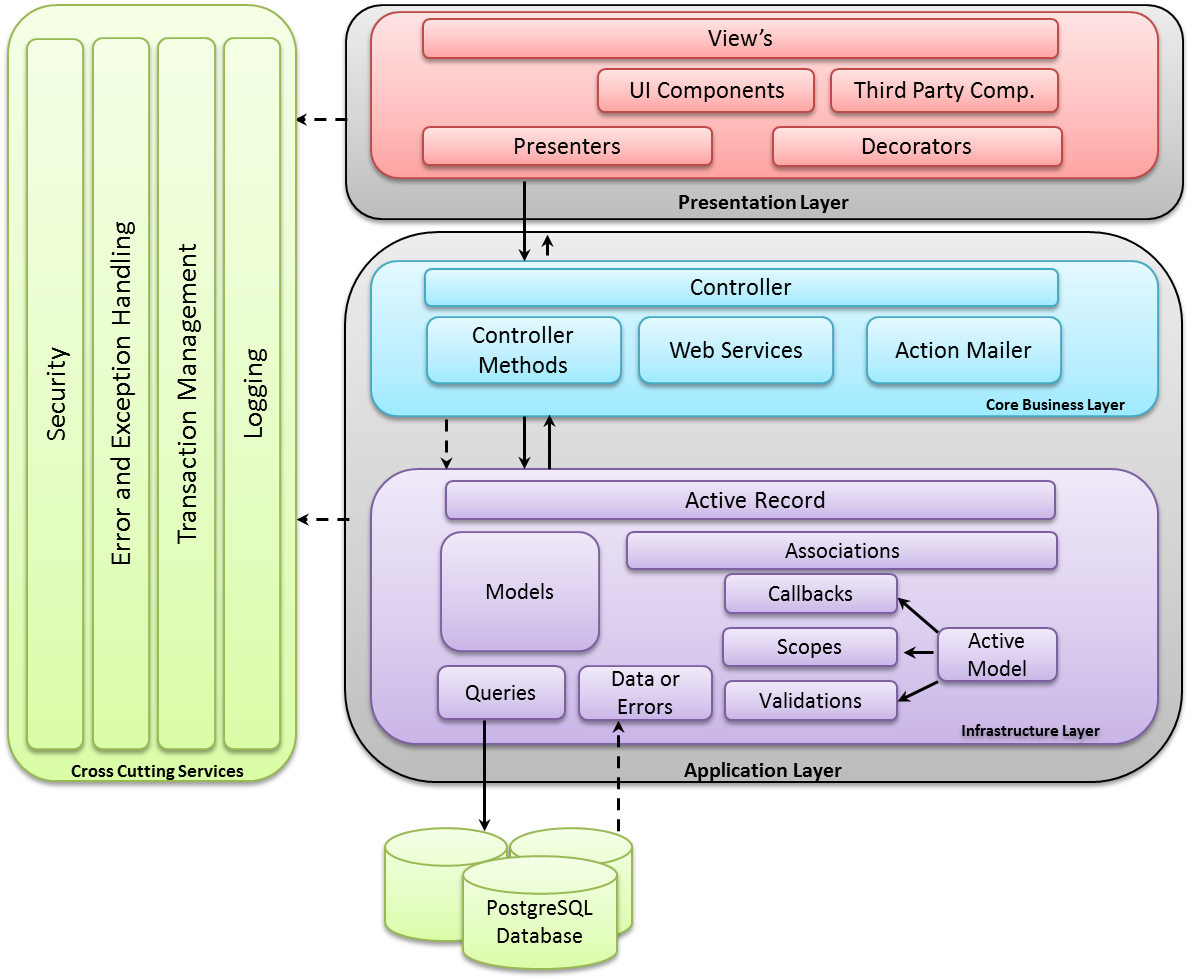 Security
Error and Exception Handling
Transaction Management
Logging
Cross Cutting Services
View's
UI Components
Third Party Comp.
Presenters
Decorators
Presentation Layer
Controller
Controller
Methods
Web Services
Action Mailer
Core Business Layer
Active Record
Models
Associations
Callbacks
Scopes
Active
Model
Queries
Data or
Errors
Validations
Infrastructure Layer
Application Layer
PostgreSQL
Database